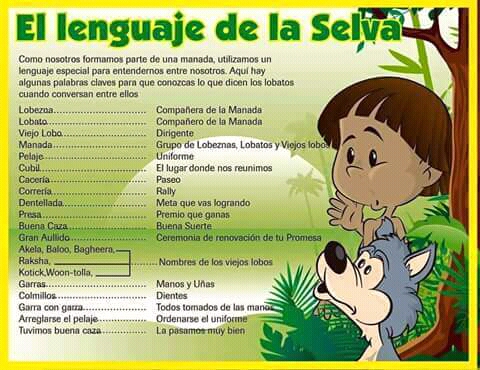 El lenguaje de la Selva
Como nosotros formamos parte de una manada, utilizamos un
lenguaje especial para entendernos entre nosotros. Aquí hay
algunas palabras claves para que conozcas lo que dicen los lobatos
cuando conversan entre ellos
Lobezna.............................. Compañera de la Manada
Lobato................................ Compañero de la Manada
Viejo Lobo.......................... Dirigente
Manada.............................. Grupo de Lobeznas, Lobatos y Viejos lobos
Pelaje.................................. Uniforme
Cubil................................... El lugar donde nos reunimos
Cacería............................... Paseo
Correría.............................. Rally
Dentellada......................... Meta que vas logrando
Presa.................................. Premio que ganas
Buena Caza....................... Buena Suerte
Gran Aullido...................... Ceremonia de renovación de tu Promesa
Akela, Baloo, Bagheera,
Raksha, Nombres de los viejos lobos
Kotick,Woon-tolla,
Garras................................ Manos y Uñas
Colmillos........................... Dientes
Garra con garra................ Todos tomados de las manos
Arreglarse el pelaje.......... Ordenarse el uniforme
Tuvimos buena caza......... La pasamos muy bien